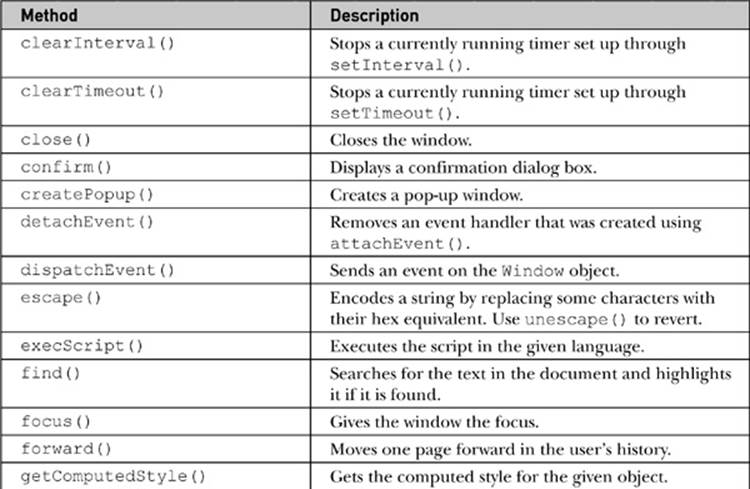 Method Description
clearInterval() Stops a currently running timer set up through
setInterval().
clearTimeout() Stops a currently running timer set up through
setTimeout().
close() Closes the window.
confirm() Displays a confirmation dialog box.
createPopup() Creates a pop-up window.
detachEvent() Removes an event handler that was created using
attachEvent().
dispatchEvent() Sends an event on the Window object.
escape() Encodes a string by replacing some characters with
their hex equivalent. Use unescape() to revert.
execScript() Executes the script in the given language.
find() Searches for the text in the document and highlights
it if it is found.
focus() Gives the window the focus.
forward() Moves one page forward in the user’s history.
getComputedStyle() Gets the computed style for the given object.